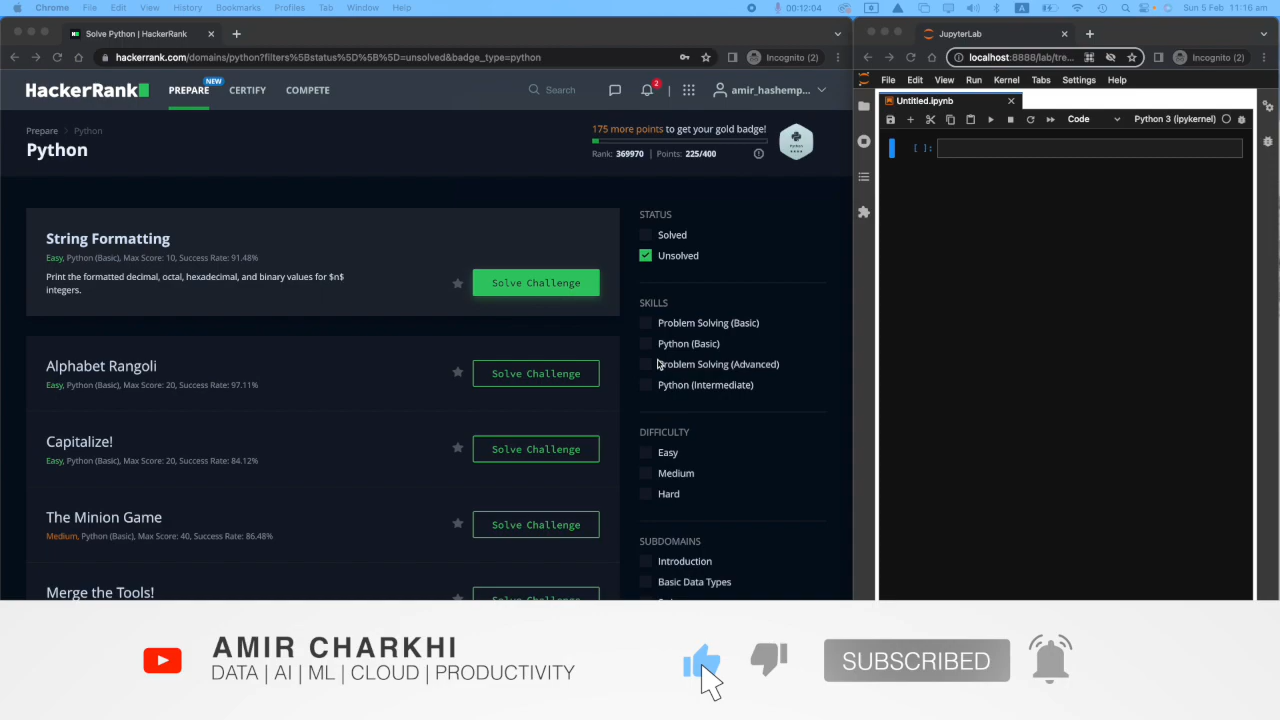 Chrome File Edit View History Bookmarks Profiles Tab Window Help
00:12:04 A Sun 5 Feb 11:16 am
Solve Python | HackerRank
hackerrank.com/domains/python?filters%5Bstatus%5D%5B%5D=unsolved&badge_type=python
Incognito (2)
HackerRank
PREPARE
NEW
CERTIFY
COMPETE
Search
2
amir_hashemp...
Prepare Python
Python
175 more points to get your gold badge!
Rank: 369970 | Points: 225/400
Python
String Formatting
Easy, Python (Basic), Max Score: 10, Success Rate: 91.48%
Print the formatted decimal, octal, hexadecimal, and binary values for $n$
integers.
Solve Challenge
Alphabet Rangoli
Easy, Python (Basic), Max Score: 20, Success Rate: 97.11%
Solve Challenge
Capitalize!
Easy, Python (Basic), Max Score: 20, Success Rate: 84.12%
Solve Challenge
The Minion Game
Medium, Python (Basic), Max Score: 40, Success Rate: 86.48%
Solve Challenge
Merge the Tools!
Solve Challenge
STATUS
Solved
Unsolved
SKILLS
Problem Solving (Basic)
Python (Basic)
Problem Solving (Advanced)
Python (Intermediate)
DIFFICULTY
Easy
Medium
Hard
SUBDOMAINS
Introduction
Basic Data Types
JupyterLab
localhost:8888/lab/tre...
Incognito (2)
File Edit View Run Kernel Tabs Settings Help
Untitled.ipynb
Code
Python 3 (ipykernel)
[ ]:
AMIR CHARKHI
DATA | AI | ML | CLOUD | PRODUCTIVITY
SUBSCRIBED